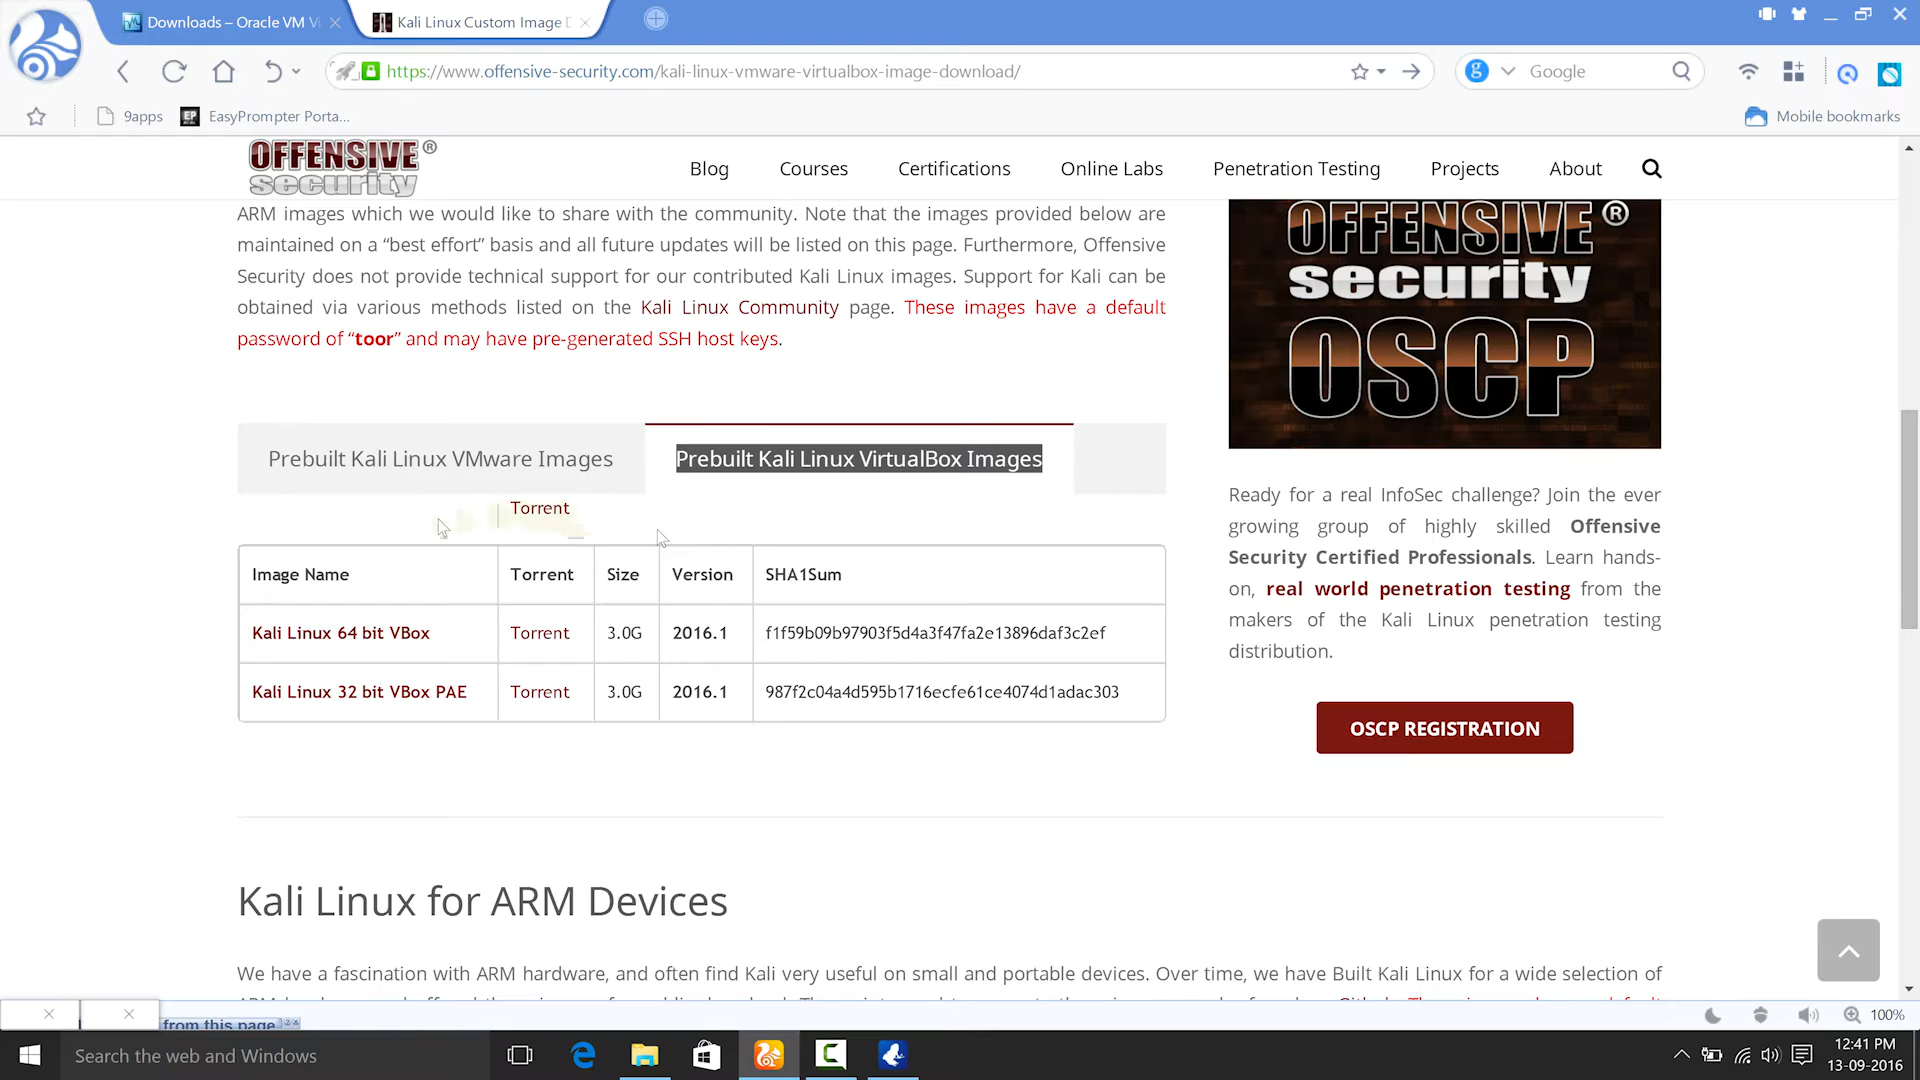 Downloads – Oracle VM Vi
Kali Linux Custom Image D
https://www.offensive-security.com/kali-linux-vmware-virtualbox-image-download/
g
Google
9apps
EP
EasyPrompter Porta...
Mobile bookmarks
OFFENSIVE®
security
Blog
Courses
Certifications
Online Labs
Penetration Testing
Projects
About
ARM images which we would like to share with the community. Note that the images provided below are
maintained on a “best effort” basis and all future updates will be listed on this page. Furthermore, Offensive
Security does not provide technical support for our contributed Kali Linux images. Support for Kali can be
obtained via various methods listed on the Kali Linux Community page. These images have a default
password of “toor” and may have pre-generated SSH host keys.
OFFENSIVE®
security
OSCP
Prebuilt Kali Linux VMware Images
Prebuilt Kali Linux VirtualBox Images
Torrent
Image Name Torrent Size Version SHA1Sum
Kali Linux 64 bit VBox Torrent 3.0G 2016.1 f1f59b09b97903f5d4a3f47fa2e13896daf3c2ef
Kali Linux 32 bit VBox PAE Torrent 3.0G 2016.1 987f2c04a4d595b1716ecfe61ce4074d1adac303
Ready for a real InfoSec challenge? Join the ever
growing group of highly skilled Offensive
Security Certified Professionals. Learn hands-
on, real world penetration testing from the
makers of the Kali Linux penetration testing
distribution.
OSCP REGISTRATION
Kali Linux for ARM Devices
We have a fascination with ARM hardware, and often find Kali very useful on small and portable devices. Over time, we have Built Kali Linux for a wide selection of
from this page
100%
Search the web and Windows
12:41 PM
13-09-2016